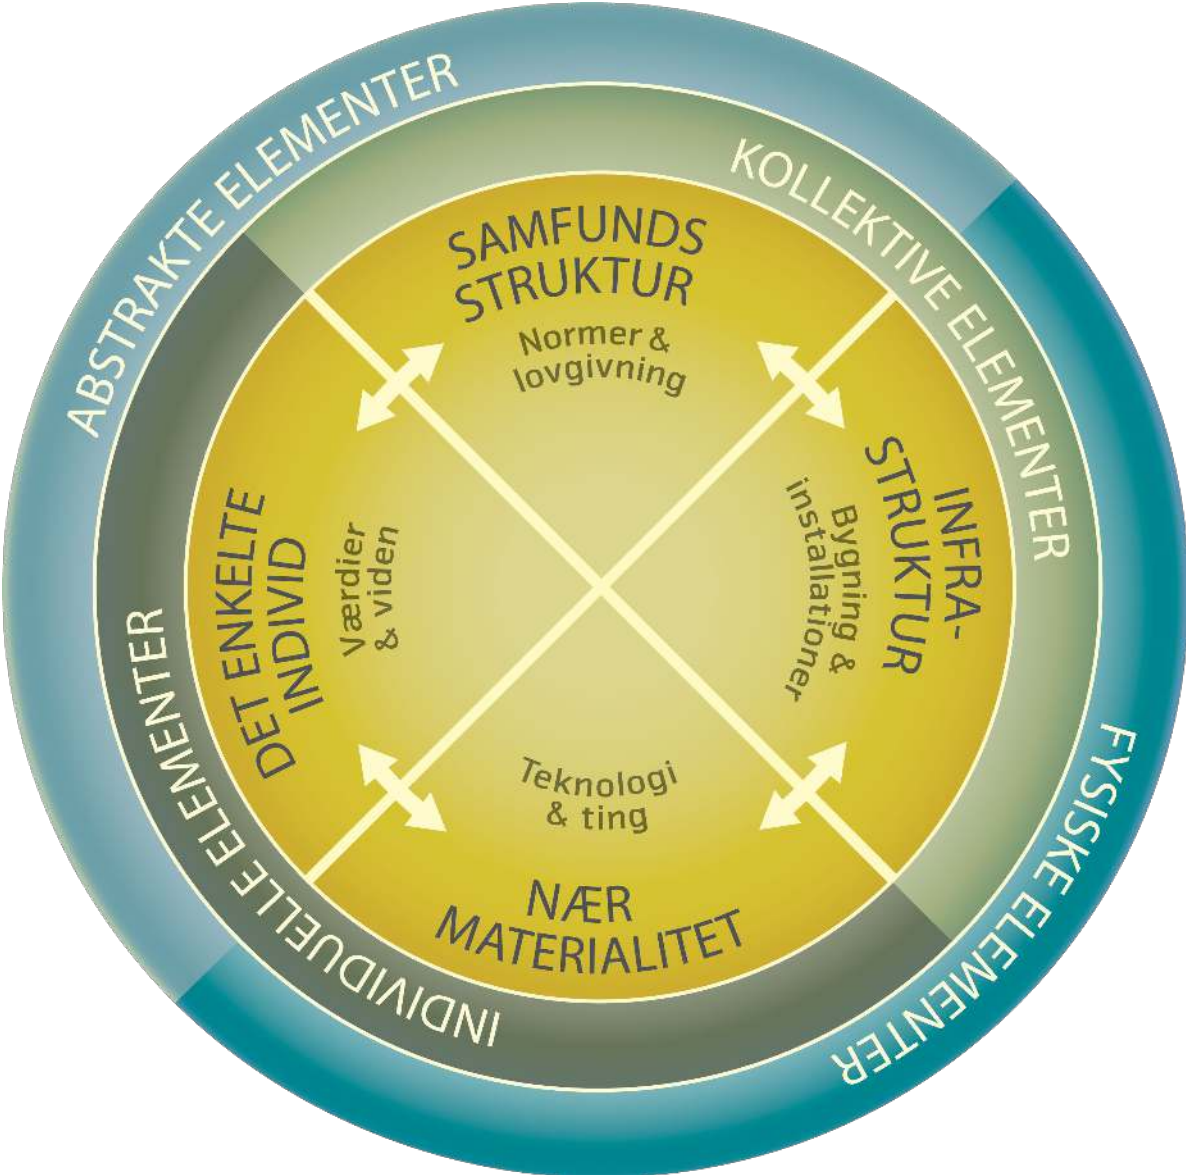 ABSTRAKTE ELEMENTER
KOLLEKTIVE ELEMENTER
SAMFUNDS
STRUKTUR
Normer &
lovgivning
DET ENKELTE
INDIVID
Værdier
& viden
INFRA-
STRUKTUR
Bygning &
installationer
Teknologi
& ting
NÆR
MATERIALITET
INDIVIDUELLE ELEMENTER
FYSISKE ELEMENTER